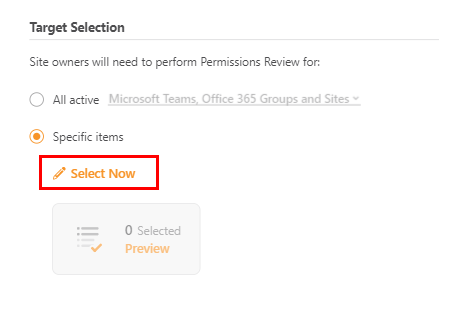 Target Selection
Site owners will need to perform Permissions Review for:
All active Microsoft Teams, Office 365 Groups and Sites
Specific items
Select Now
0 Selected
Preview